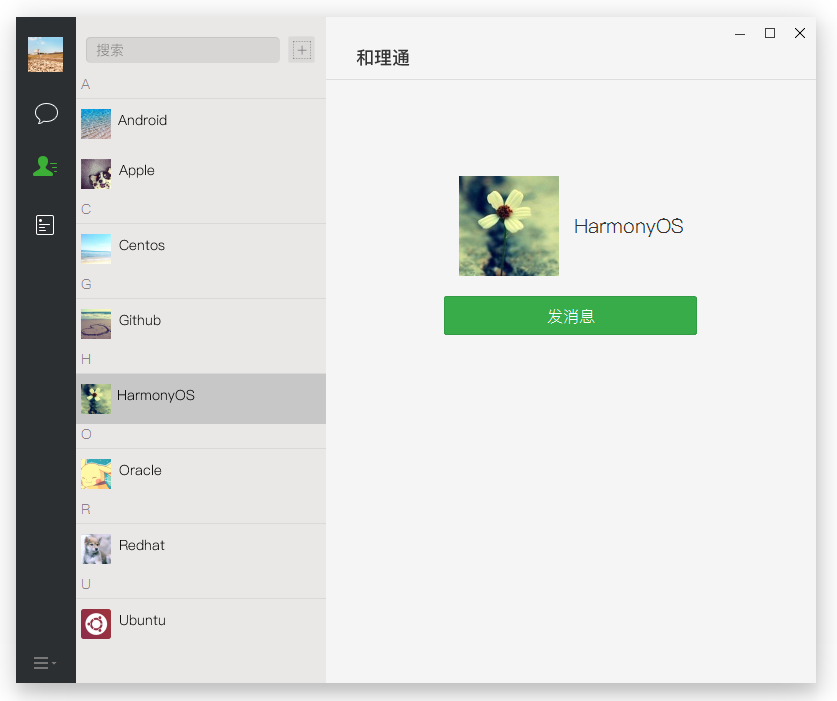 搜索
和理通
A
Android
Apple
C
Centos
G
Github
H
HarmonyOS
O
Oracle
R
Redhat
U
Ubuntu
HarmonyOS
发消息